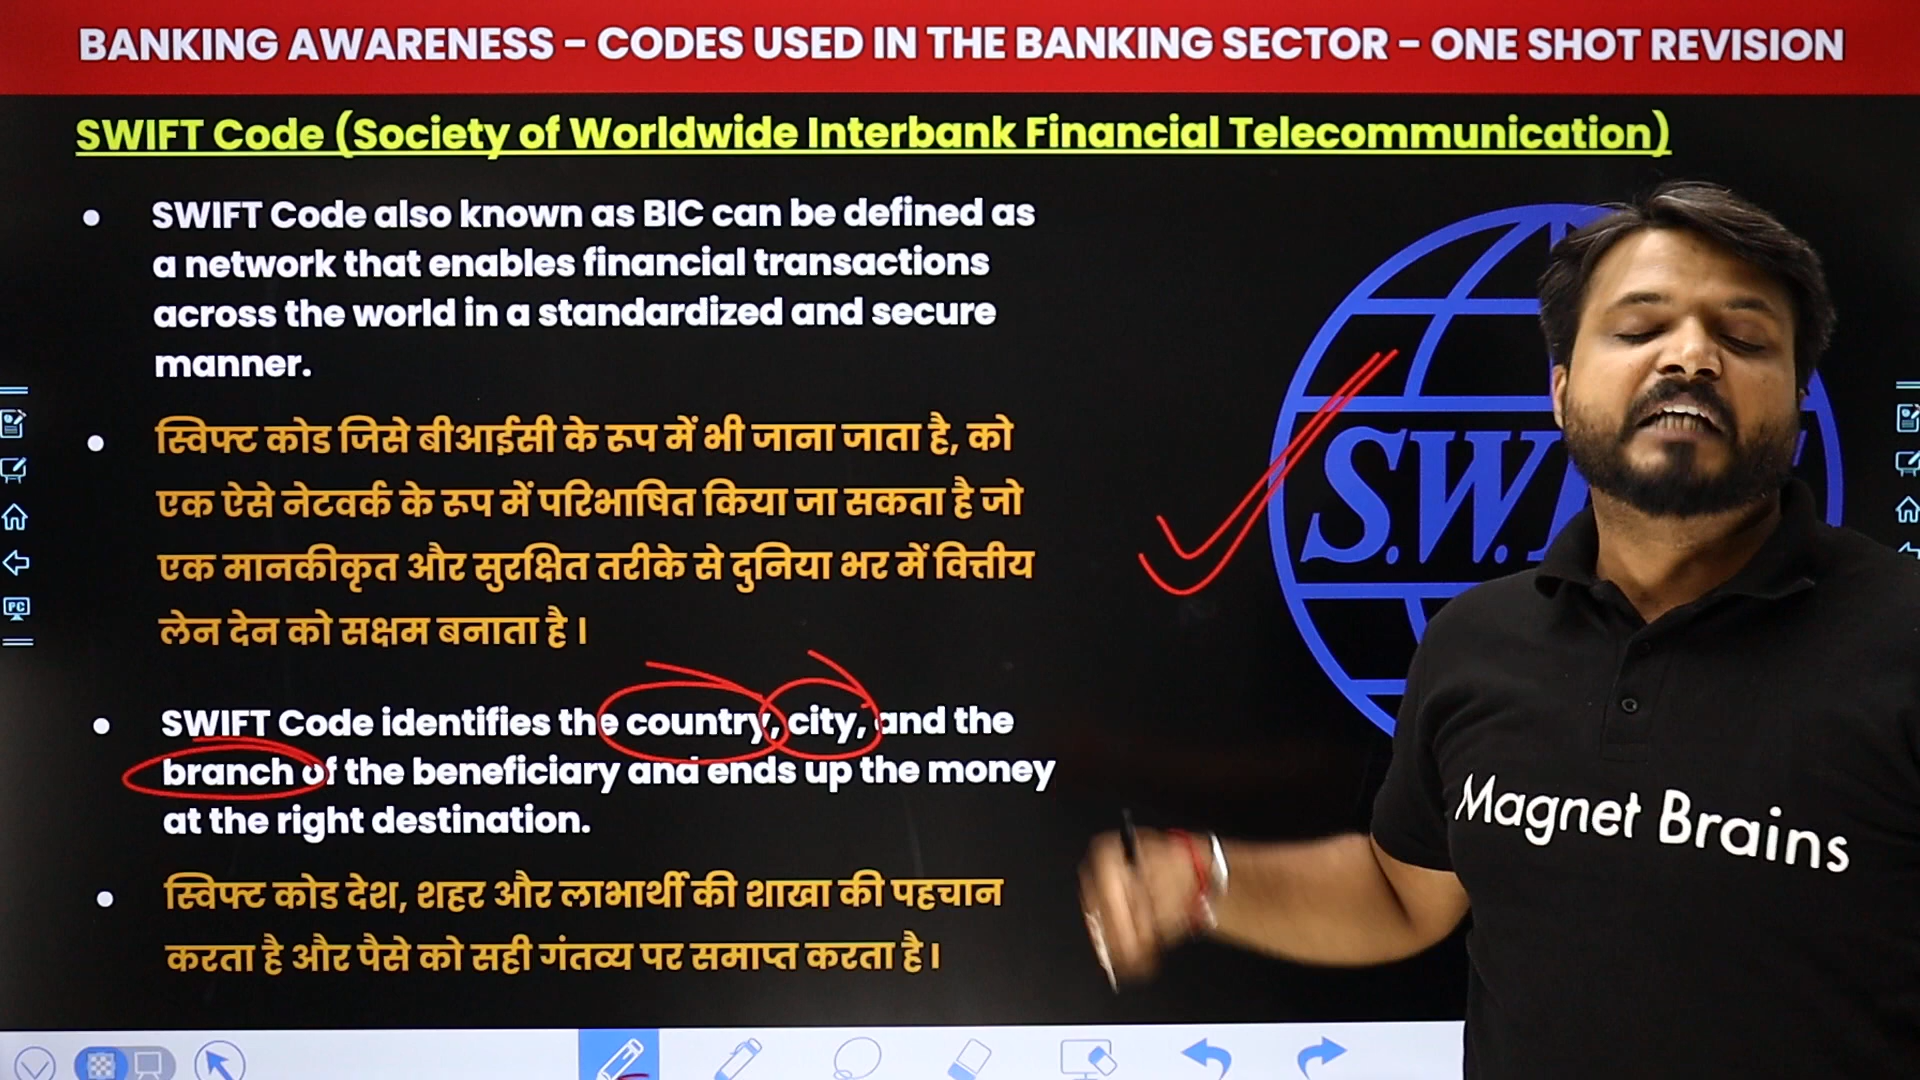 BANKING AWARENESS – CODES USED IN THE BANKING SECTOR – ONE SHOT REVISION
SWIFT Code (Society of Worldwide Interbank Financial Telecommunication)
• SWIFT Code also known as BIC can be defined as
a network that enables financial transactions
across the world in a standardized and secure
manner.
• स्विफ्ट कोड जिसे बीआईसी के रूप में भी जाना जाता है, को
एक ऐसे नेटवर्क के रूप में परिभाषित किया जा सकता है जो
एक मानकीकृत और सुरक्षित तरीके से दुनिया भर में वित्तीय
लेन देन को सक्षम बनाता है ।
• SWIFT Code identifies the country, city, and the
branch of the beneficiary and ends up the money
at the right destination.
• स्विफ्ट कोड देश, शहर और लाभार्थी की शाखा की पहचान
करता है और पैसे को सही गंतव्य पर समाप्त करता है ।
S.W.
Magnet Brains
PC